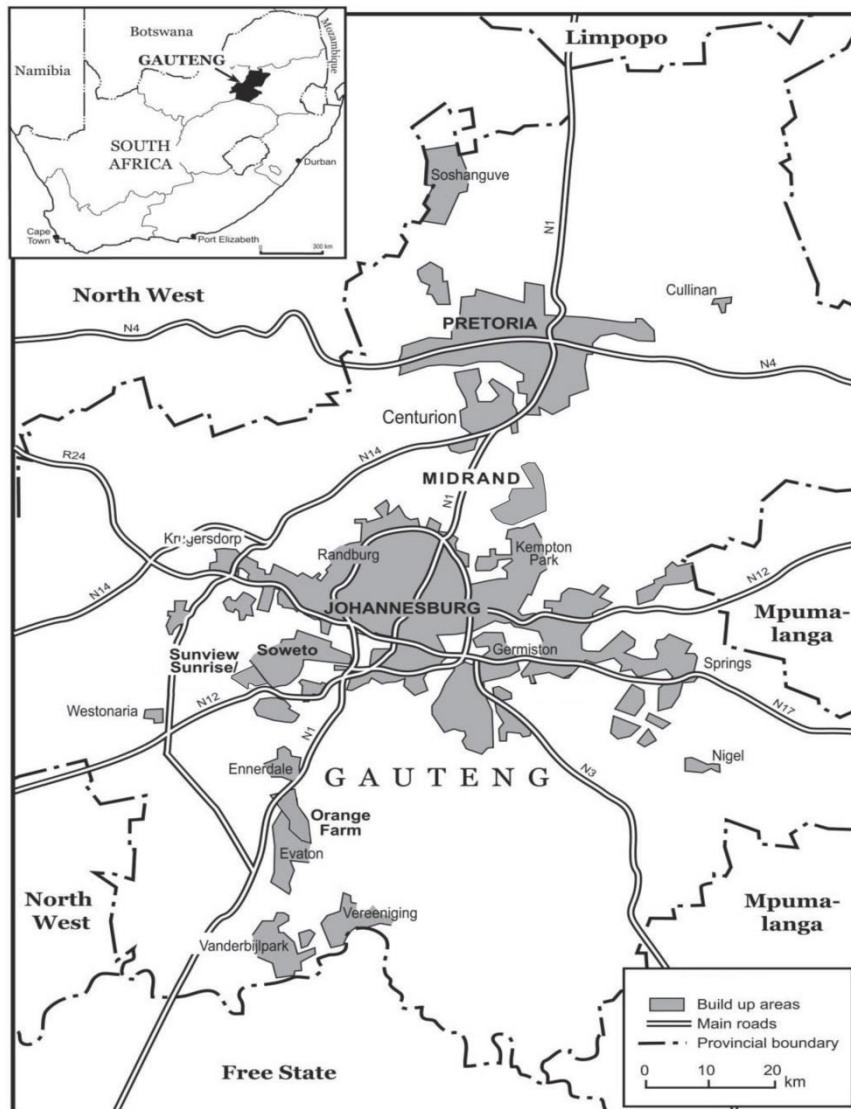 Botswana
Mozambique
GAUTENG
Namibia
SOUTH
AFRICA
Durban
Cape
Town
Port Elizabeth
300 km
Limpopo
Soshanguve
N1
North West
Cullinan
N4
PRETORIA
N4
Centurion
R24
N14
MIDRAND
N1
Krugersdorp
Randburg
Kempton
Park
N14
N12
JOHANNESBURG
Mpuma-
langa
Sunview
Sunrise/
Soweto
Germiston
Springs
Westonaria
N12
N17
N1
Nigel
Ennerdale
GAUTENG
N3
Orange
Farm
Evaton
North
West
Mpuma-
langa
Vereeniging
Vanderbijlpark
Free State
Build up areas
Main roads
Provincial boundary
0 10 20
km